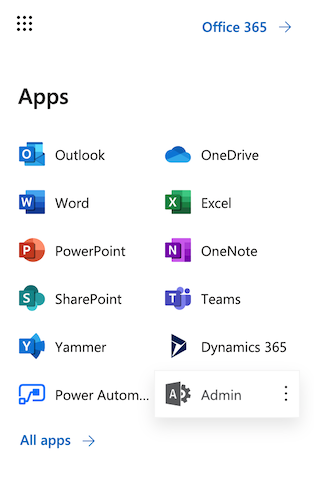 Office 365 →
Apps
Outlook OneDrive
Word Excel
PowerPoint OneNote
SharePoint Teams
Yammer Dynamics 365
Power Autom... Admin
All apps →